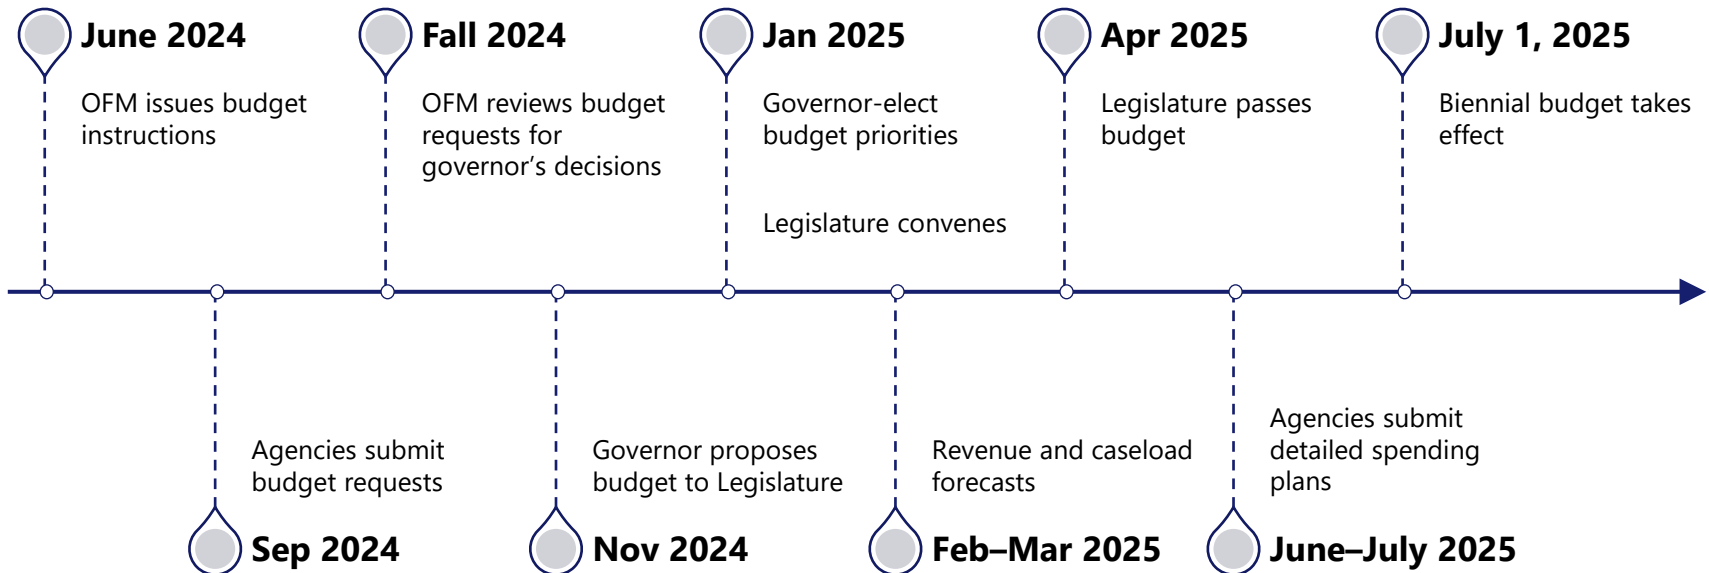 June 2024
OFM issues budget
instructions
Fall 2024
OFM reviews budget
requests for
governor’s decisions
Jan 2025
Governor-elect
budget priorities
Legislature convenes
Apr 2025
Legislature passes
budget
July 1, 2025
Biennial budget takes
effect
Agencies submit
budget requests
Sep 2024
Governor proposes
budget to Legislature
Nov 2024
Revenue and caseload
forecasts
Feb–Mar 2025
Agencies submit
detailed spending
plans
June–July 2025